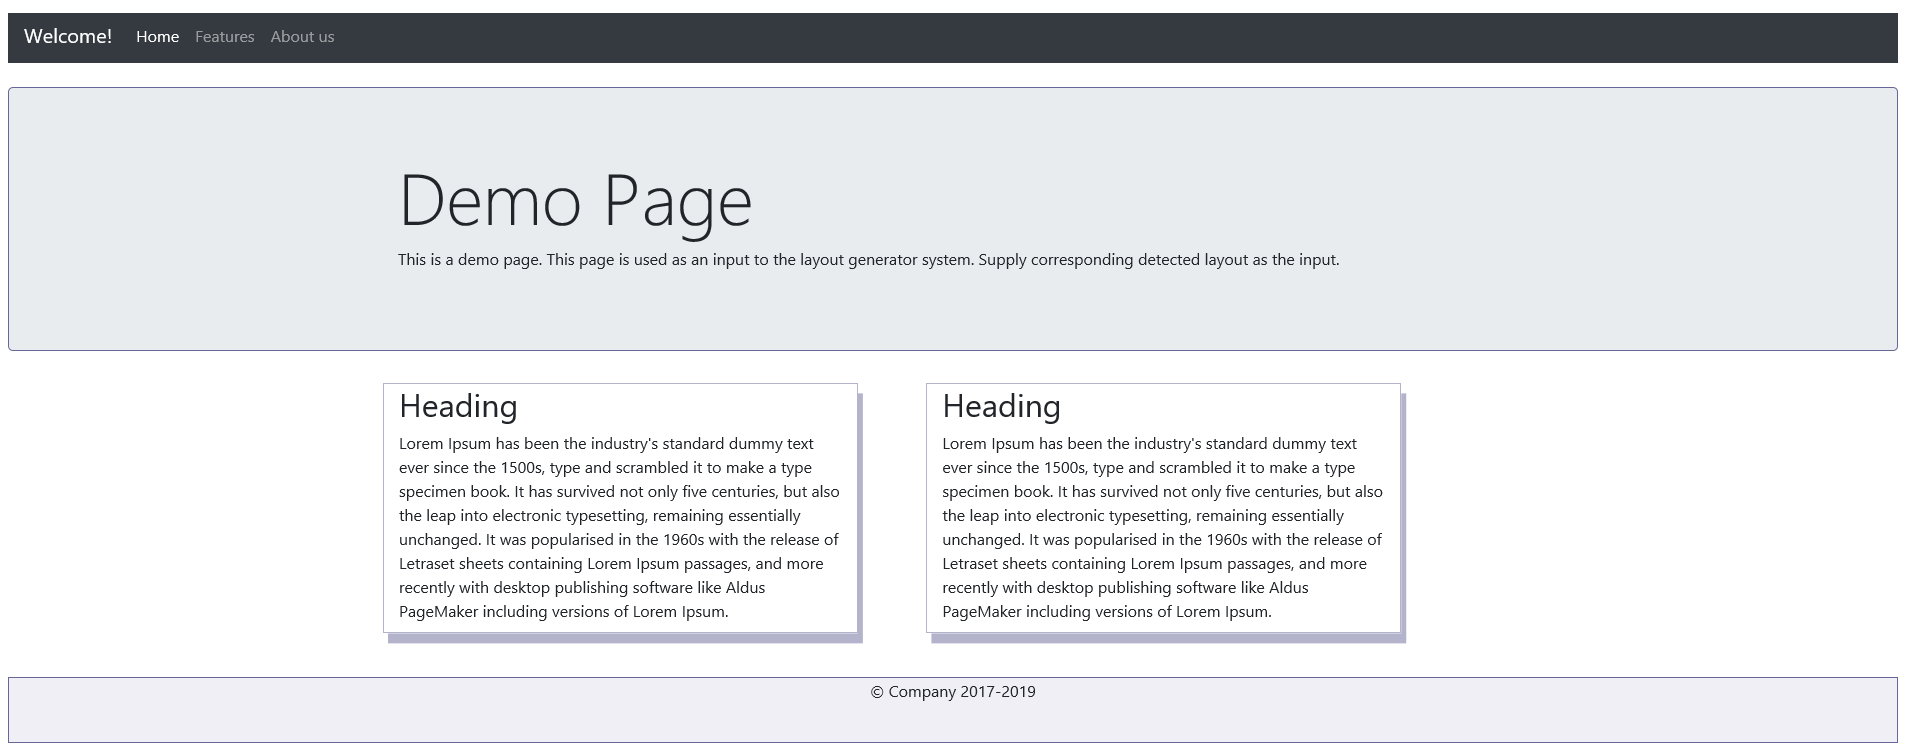 Welcome! Home Features About us
Demo Page
This is a demo page. This page is used as an input to the layout generator system. Supply corresponding detected layout as the input.
Heading
Lorem Ipsum has been the industry's standard dummy text
ever since the 1500s, type and scrambled it to make a type
specimen book. It has survived not only five centuries, but also
the leap into electronic typesetting, remaining essentially
unchanged. It was popularised in the 1960s with the release of
Letraset sheets containing Lorem Ipsum passages, and more
recently with desktop publishing software like Aldus
PageMaker including versions of Lorem Ipsum.
Heading
Lorem Ipsum has been the industry's standard dummy text
ever since the 1500s, type and scrambled it to make a type
specimen book. It has survived not only five centuries, but also
the leap into electronic typesetting, remaining essentially
unchanged. It was popularised in the 1960s with the release of
Letraset sheets containing Lorem Ipsum passages, and more
recently with desktop publishing software like Aldus
PageMaker including versions of Lorem Ipsum.
© Company 2017-2019